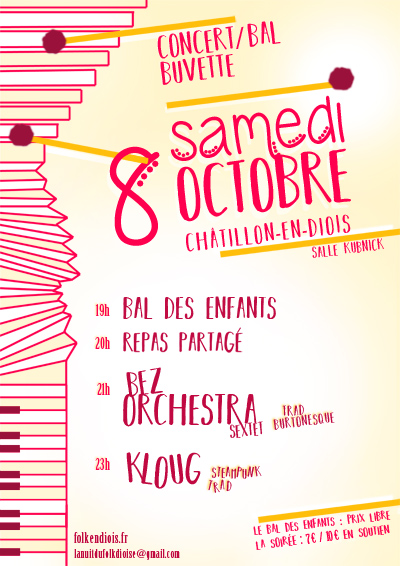 CONCERT/BAL
BUVETTE
SAMEDI
8 OCTOBRE
CHÂTILLON-EN-DIOIS
SALLE KUBNICK
19h BAL DES ENFANTS
20h REPAS PARTAGÉ
21h BEZ
ORCHESTRA
SEXTET TRAD
BURTONESQUE
23h KLOUG STEAMPUNK
TRAD
LE BAL DES ENFANTS : PRIX LIBRE
LA SOIRÉE : 7€ / 10€ EN SOUTIEN
folkendiois.fr
lanuitdufolkdioise@gmail.com